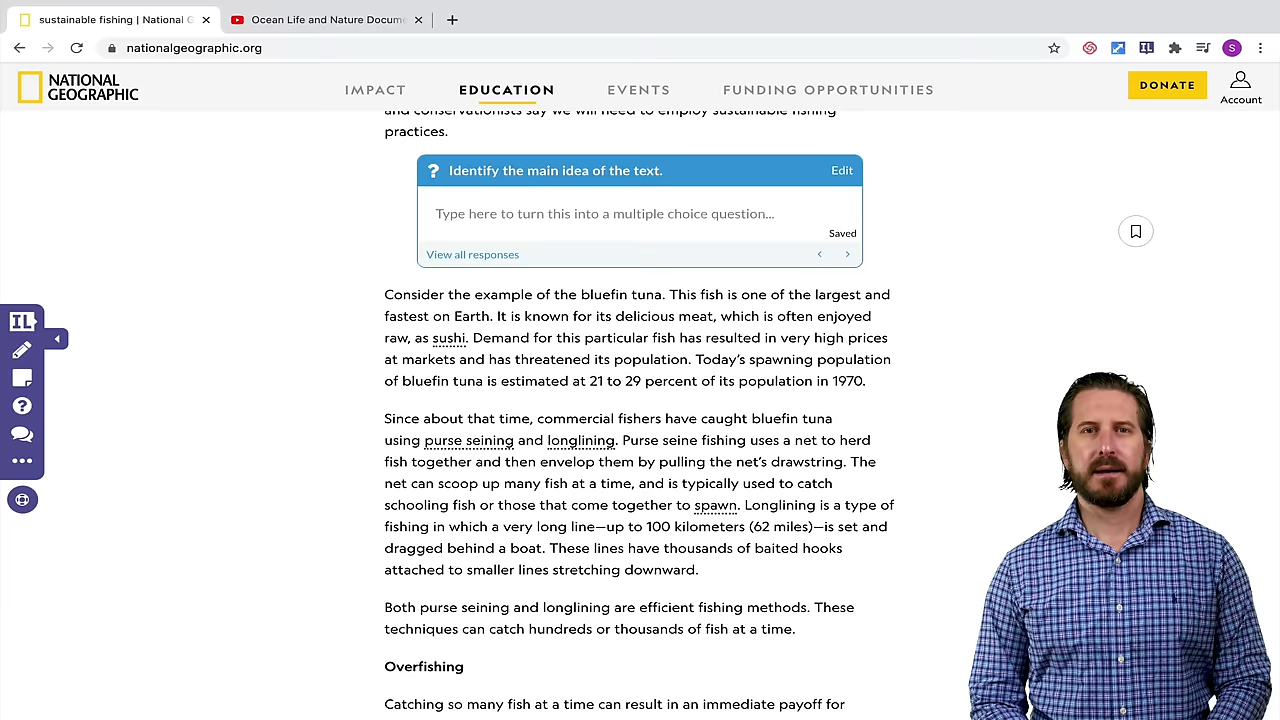 sustainable fishing | National G
Ocean Life and Nature Docume
nationalgeographic.org
IL
S
NATIONAL
GEOGRAPHIC
IMPACT
EDUCATION
EVENTS
FUNDING OPPORTUNITIES
DONATE
Account
and conservationists say we will need to employ sustainable fishing
practices.
? Identify the main idea of the text.
Edit
Type here to turn this into a multiple choice question...
Saved
View all responses
Consider the example of the bluefin tuna. This fish is one of the largest and
fastest on Earth. It is known for its delicious meat, which is often enjoyed
raw, as sushi. Demand for this particular fish has resulted in very high prices
at markets and has threatened its population. Today’s spawning population
of bluefin tuna is estimated at 21 to 29 percent of its population in 1970.
IL
?
Since about that time, commercial fishers have caught bluefin tuna
using purse seining and longlining. Purse seine fishing uses a net to herd
fish together and then envelop them by pulling the net’s drawstring. The
net can scoop up many fish at a time, and is typically used to catch
schooling fish or those that come together to spawn. Longlining is a type of
fishing in which a very long line—up to 100 kilometers (62 miles)—is set and
dragged behind a boat. These lines have thousands of baited hooks
attached to smaller lines stretching downward.
Both purse seining and longlining are efficient fishing methods. These
techniques can catch hundreds or thousands of fish at a time.
Overfishing
Catching so many fish at a time can result in an immediate payoff for